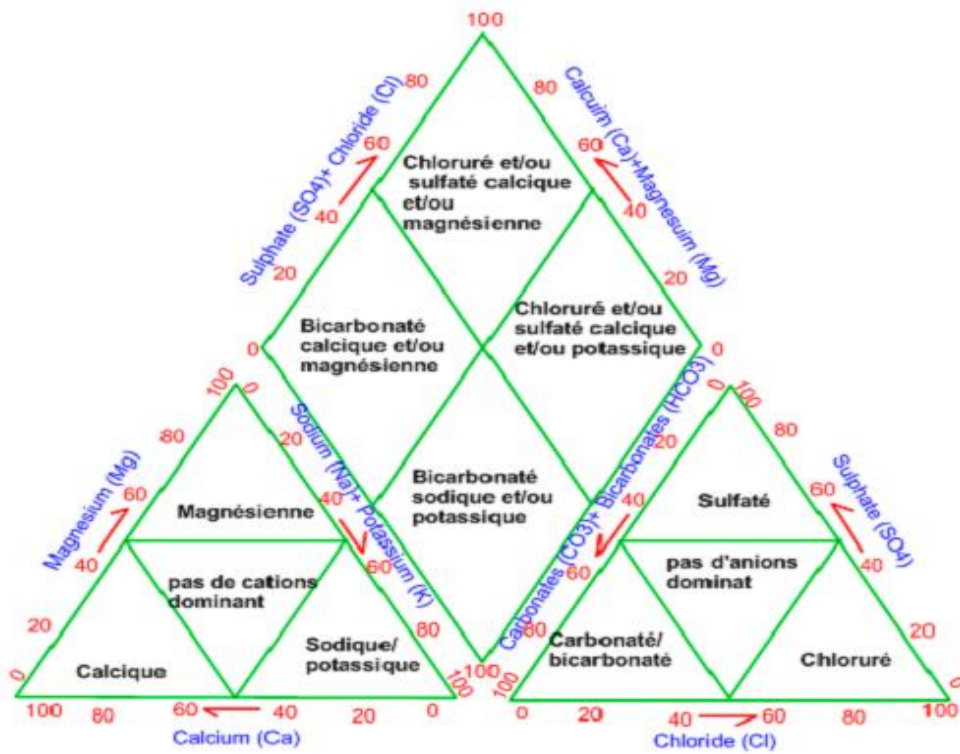 100
80
80
Sulphate (SO4)+ Chloride (Cl)
Calcuim (Ca)+Magnesuim (Mg)
60
60
Chloruré et/ou
sulfaté calcique
et/ou
magnésienne
40
40
20
20
Bicarbonaté
calcique et/ou
magnésienne
Chloruré et/ou
sulfaté calcique
et/ou potassique
0
0
100
0
0
100
Sodium (Na)+ Potassium (K)
Carbonates (CO3)+ Bicarbonates (HCO3)
80
20
20
80
Magnesium (Mg)
Sulphate (SO4)
Bicarbonaté
sodique et/ou
potassique
60
40
40
60
Magnésienne
Sulfaté
40
60
60
40
pas de cations
dominant
pas d'anions
dominat
20
80
80
20
Calcique
Sodique/
potassique
Carbonaté/
bicarbonaté
Chloruré
0
100
100
100
0
100
80
60
40
20
0
0
20
40
60
80
100
Calcium (Ca)
Chloride (Cl)